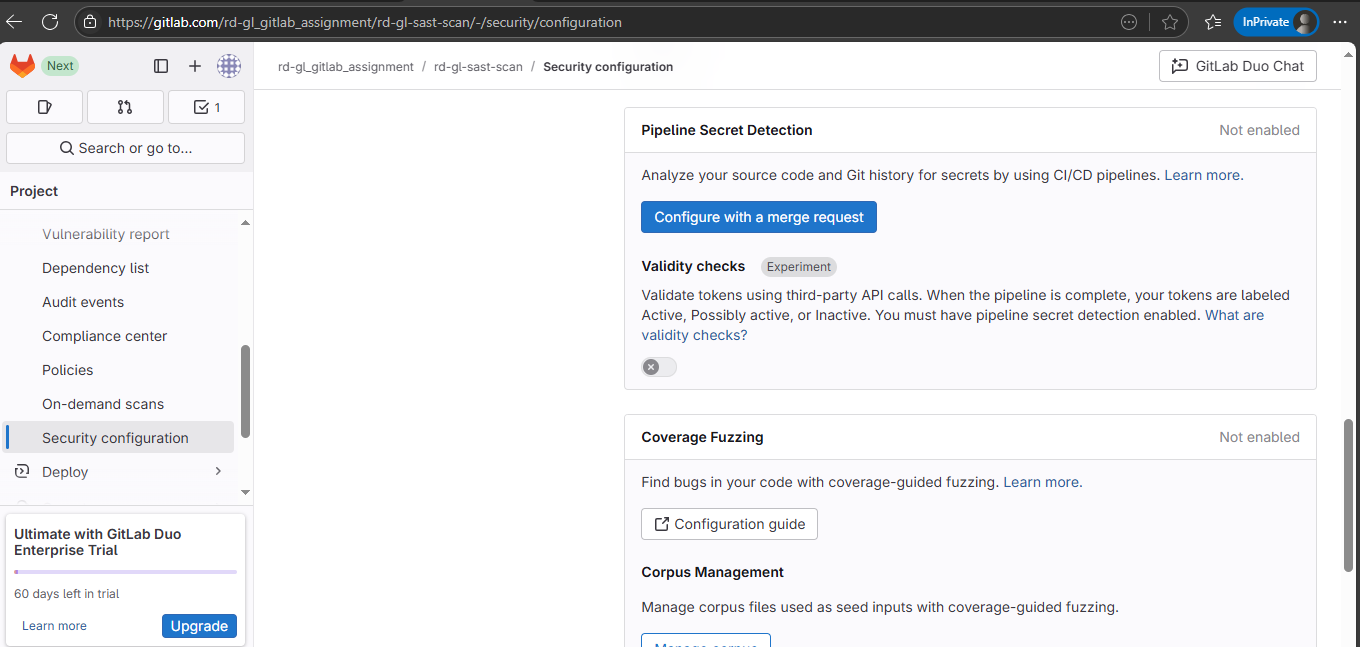 https://gitlab.com/rd-gl_gitlab_assignment/rd-gl-sast-scan/-/security/configuration
InPrivate
Next
rd-gl_gitlab_assignment / rd-gl-sast-scan / Security configuration
GitLab Duo Chat
1
Search or go to...
Project
Vulnerability report
Dependency list
Audit events
Compliance center
Policies
On-demand scans
Security configuration
Deploy
Ultimate with GitLab Duo
Enterprise Trial
60 days left in trial
Learn more
Upgrade
Pipeline Secret Detection
Not enabled
Analyze your source code and Git history for secrets by using CI/CD pipelines. Learn more.
Configure with a merge request
Validity checks
Experiment
Validate tokens using third-party API calls. When the pipeline is complete, your tokens are labeled
Active, Possibly active, or Inactive. You must have pipeline secret detection enabled. What are
validity checks?
Coverage Fuzzing
Not enabled
Find bugs in your code with coverage-guided fuzzing. Learn more.
Configuration guide
Corpus Management
Manage corpus files used as seed inputs with coverage-guided fuzzing.
Manage corpus